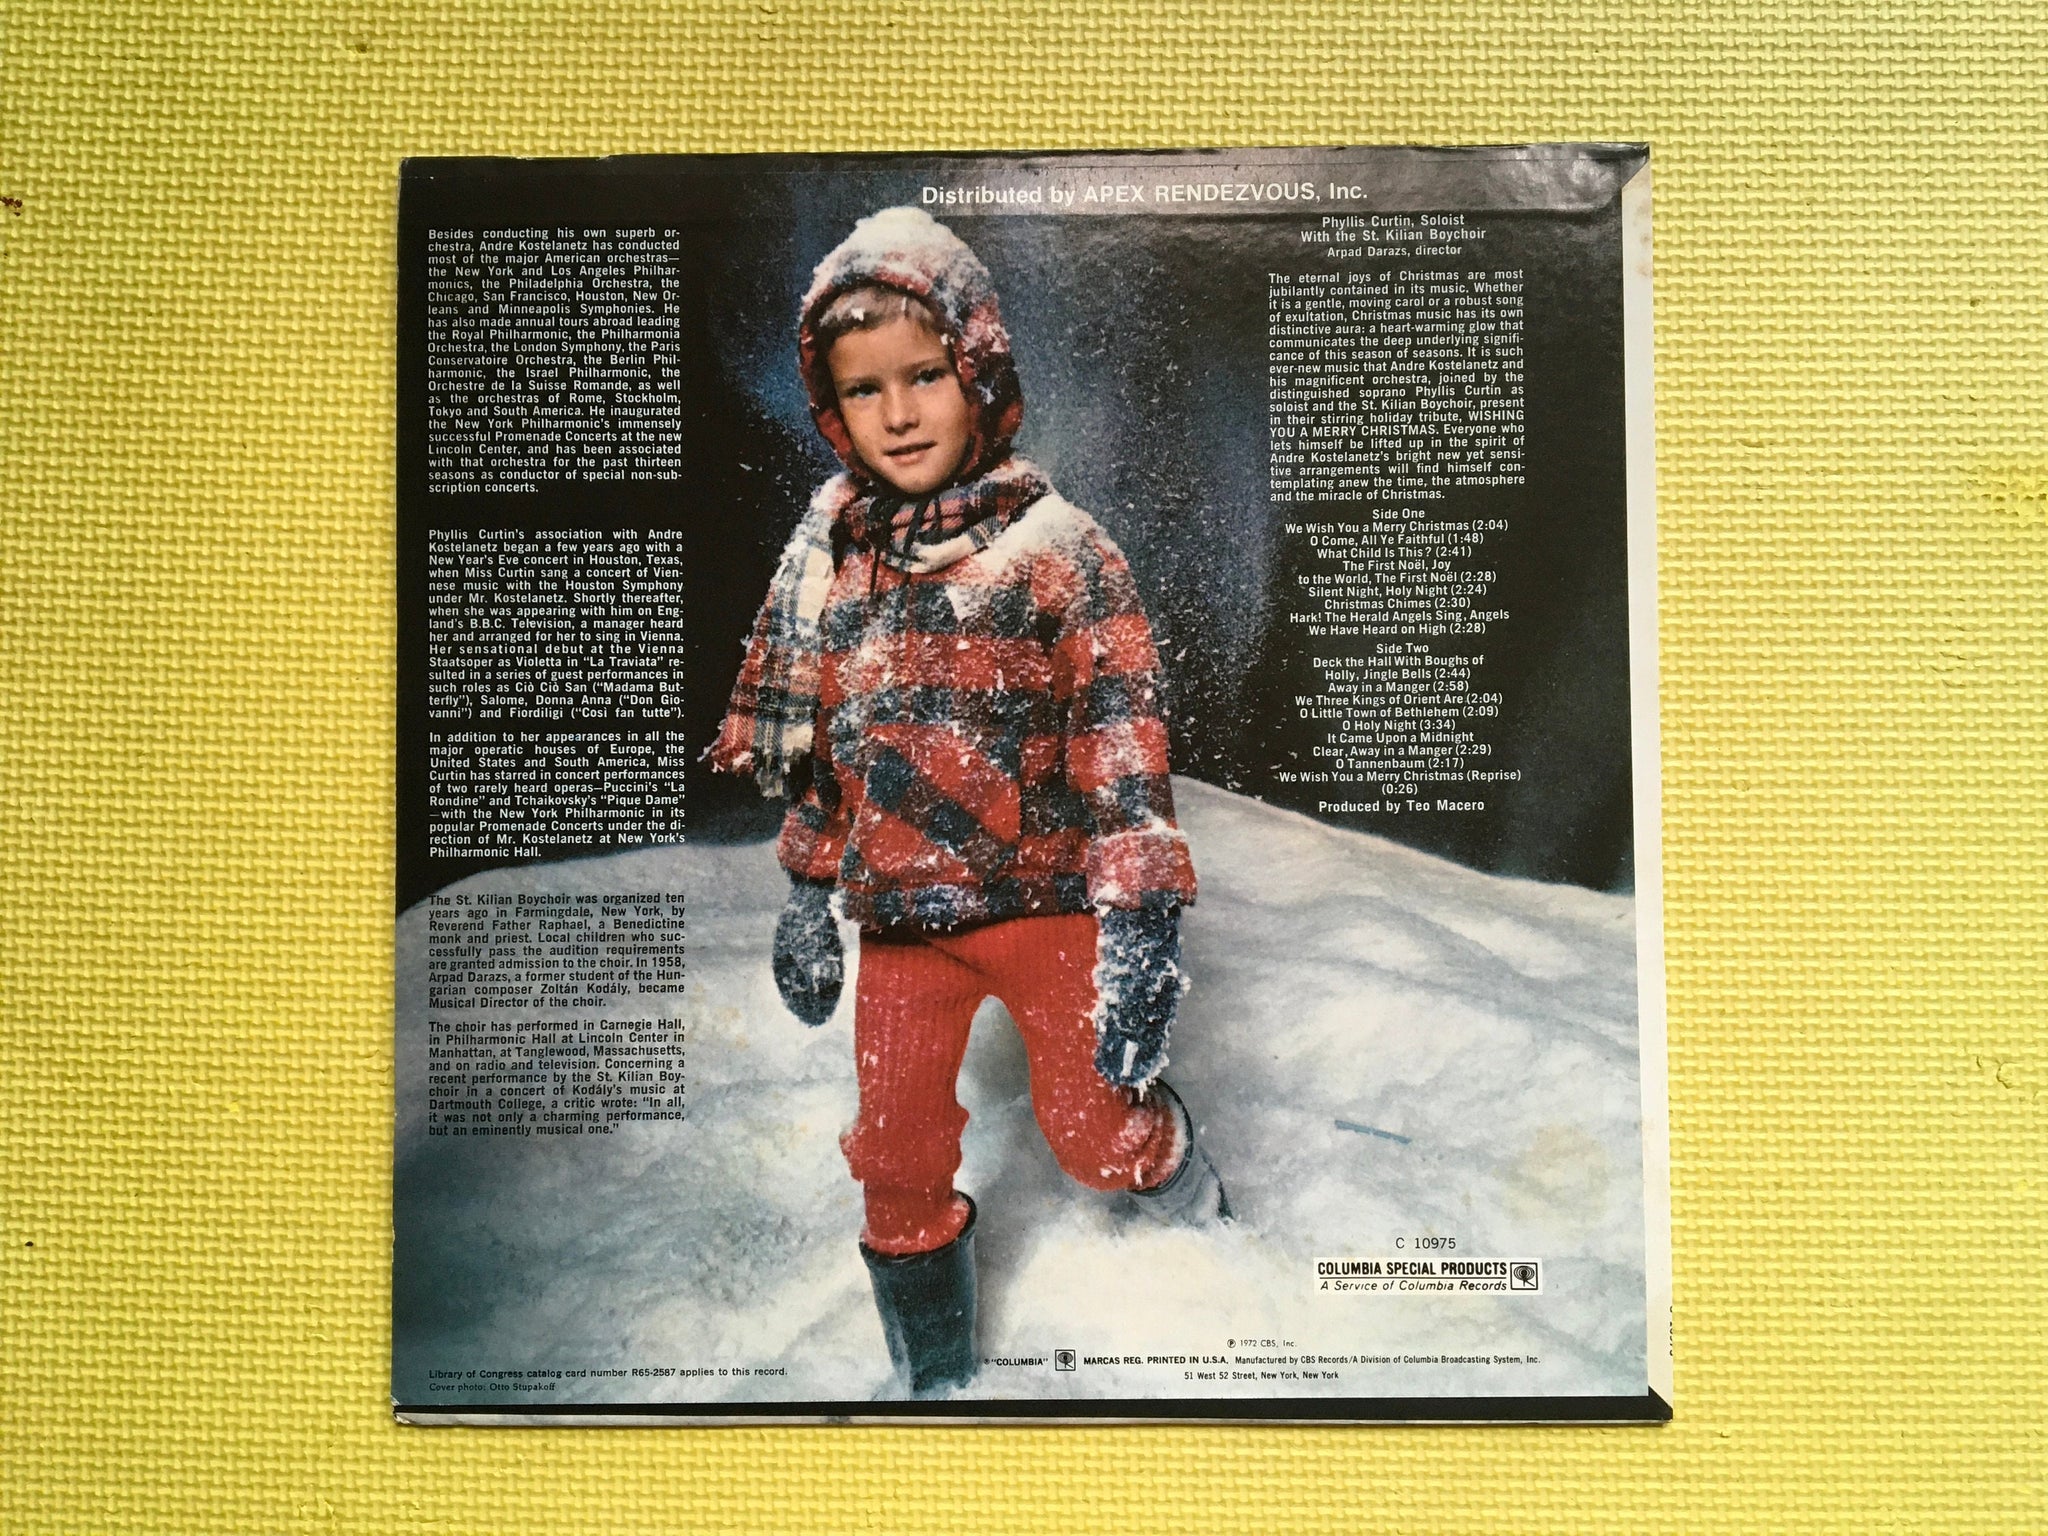 Distributed by APEX RENDEZVOUS, Inc.
Besides conducting his own superb or-
chestra, Andre Kostelanetz has conducted
most of the major American orchestras—
the New York and Los Angeles Philhar-
monics, the Philadelphia Orchestra, the
Chicago, San Francisco, Houston, New Or-
leans and Minneapolis Symphonies. He
has also made annual tours abroad leading
the Royal Philharmonic, the Philharmonia
Orchestra, the London Symphony, the Paris
Conservatoire Orchestra, the Berlin Phil-
harmonic, the Israel Philharmonic, the
Orchestre de la Suisse Romande, as well
as the orchestras of Rome, Stockholm,
Tokyo and South America. He inaugurated
the New York Philharmonic's immensely
successful Promenade Concerts at the new
Lincoln Center, and has been associated
with that orchestra for the past thirteen
seasons as conductor of special non-sub-
scription concerts.
Phyllis Curtin's association with Andre
Kostelanetz began a few years ago with a
New Year's Eve concert in Houston, Texas,
when Miss Curtin sang a concert of Vien-
nese music with the Houston Symphony
under Mr. Kostelanetz. Shortly thereafter,
when she was appearing with him on Eng-
land's B.B.C. Television, a manager heard
her and arranged for her to sing in Vienna.
Her sensational debut at the Vienna
Staatsoper as Violetta in "La Traviata" re-
sulted in a series of guest performances in
such roles as Ciò Ciò San ("Madama But-
terfly"), Salome, Donna Anna ("Don Gio-
vanni") and Fiordiligi ("Così fan tutte").
In addition to her appearances in all the
major operatic houses of Europe, the
United States and South America, Miss
Curtin has starred in concert performances
of two rarely heard operas—Puccini's "La
Rondine" and Tchaikovsky's "Pique Dame"
—with the New York Philharmonic in its
popular Promenade Concerts under the di-
rection of Mr. Kostelanetz at New York's
Philharmonic Hall.
The St. Kilian Boychoir was organized ten
years ago in Farmingdale, New York, by
Reverend Father Raphael, a Benedictine
monk and priest. Local children who suc-
cessfully pass the audition requirements
are granted admission to the choir. In 1958,
Arpad Darazs, a former student of the Hun-
garian composer Zoltán Kodály, became
Musical Director of the choir.
The choir has performed in Carnegie Hall,
in Philharmonic Hall at Lincoln Center in
Manhattan, at Tanglewood, Massachusetts,
and on radio and television. Concerning a
recent performance by the St. Kilian Boy-
choir in a concert of Kodály's music at
Dartmouth College, a critic wrote: "In all,
it was not only a charming performance,
but an eminently musical one."
Library of Congress catalog card number R65-2587 applies to this record.
Cover photo: Otto Stupakoff
Phyllis Curtin, Soloist
With the St. Kilian Boychoir
Arpad Darazs, director
The eternal joys of Christmas are most
jubilantly contained in its music. Whether
it is a gentle, moving carol or a robust song
of exultation, Christmas music has its own
distinctive aura: a heart-warming glow that
communicates the deep underlying signifi-
cance of this season of seasons. It is such
ever-new music that Andre Kostelanetz and
his magnificent orchestra, joined by the
distinguished soprano Phyllis Curtin as
soloist and the St. Kilian Boychoir, present
in their stirring holiday tribute, WISHING
YOU A MERRY CHRISTMAS. Everyone who
lets himself be lifted up in the spirit of
Andre Kostelanetz's bright new yet sensi-
tive arrangements will find himself con-
templating anew the time, the atmosphere
and the miracle of Christmas.
Side One
We Wish You a Merry Christmas (2:04)
O Come, All Ye Faithful (1:48)
What Child Is This? (2:41)
The First Noël, Joy
to the World, The First Noël (2:28)
Silent Night, Holy Night (2:24)
Christmas Chimes (2:30)
Hark! The Herald Angels Sing, Angels
We Have Heard on High (2:28)
Side Two
Deck the Hall With Boughs of
Holly, Jingle Bells (2:44)
Away in a Manger (2:58)
We Three Kings of Orient Are (2:04)
O Little Town of Bethlehem (2:09)
O Holy Night (3:34)
It Came Upon a Midnight
Clear, Away in a Manger (2:29)
O Tannenbaum (2:17)
We Wish You a Merry Christmas (Reprise)
(0:26)
Produced by Teo Macero
C 10975
COLUMBIA SPECIAL PRODUCTS
A Service of Columbia Records
℗ 1972 CBS, Inc.
® "COLUMBIA" MARCAS REG. PRINTED IN U.S.A. Manufactured by CBS Records/A Division of Columbia Broadcasting System, Inc.
51 West 52 Street, New York, New York